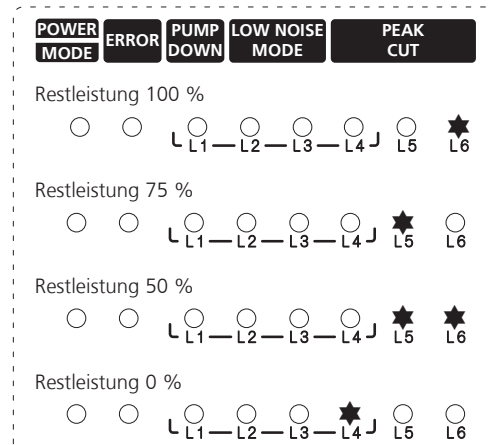 POWER MODE ERROR PUMP DOWN LOW NOISE MODE PEAK CUT
Restleistung 100 %
L1 L2 L3 L4 L5 L6
Restleistung 75 %
L1 L2 L3 L4 L5 L6
Restleistung 50 %
L1 L2 L3 L4 L5 L6
Restleistung 0 %
L1 L2 L3 L4 L5 L6